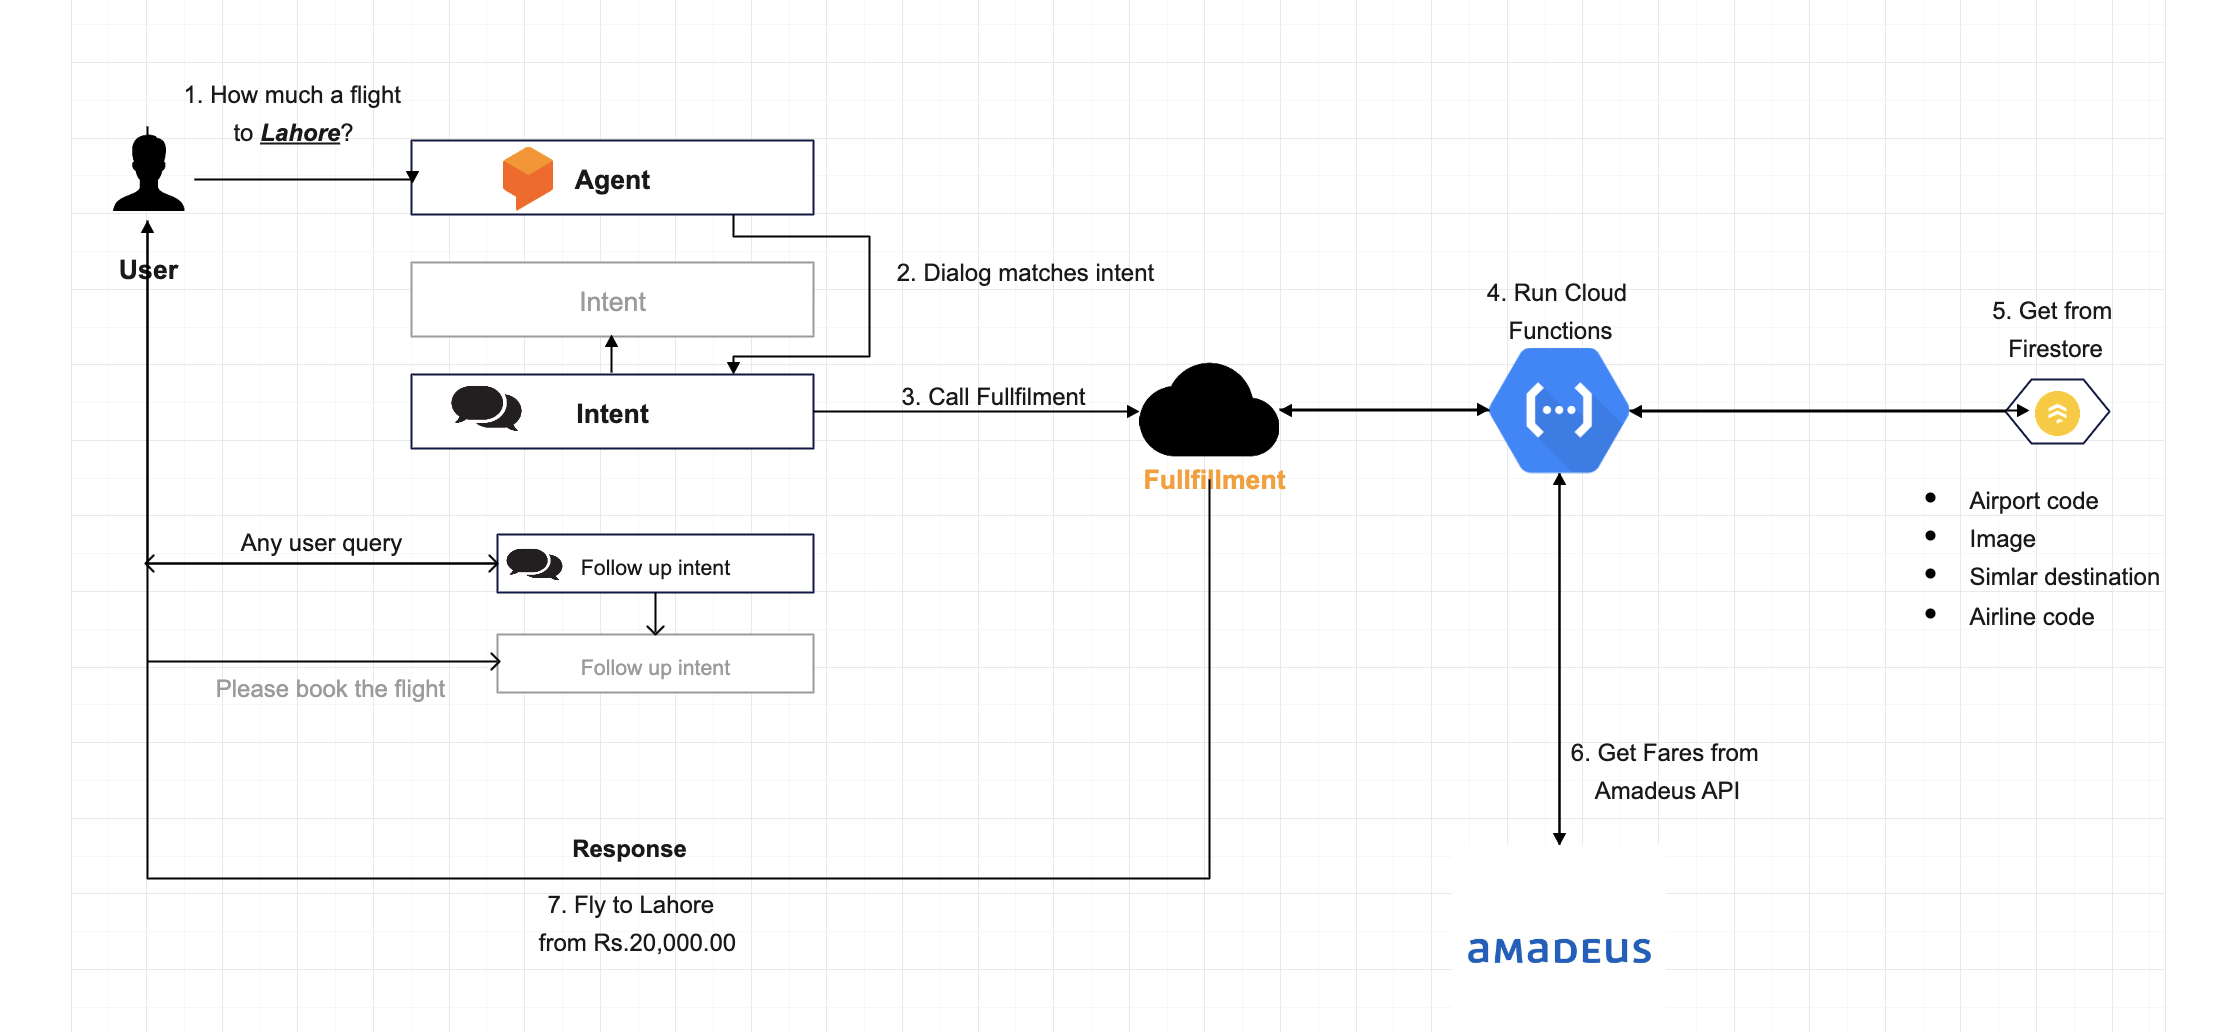 1. How much a flight
to Lahore?
Agent
User
2. Dialog matches intent
Intent
4. Run Cloud
Functions
5. Get from
Firestore
3. Call Fullfilment
Intent
Fullfillment
Airport code
Image
Simlar destination
Airline code
Any user query
Follow up intent
Follow up intent
Please book the flight
6. Get Fares from
Amadeus API
Response
7. Fly to Lahore
from Rs.20,000.00
aMaDEUS